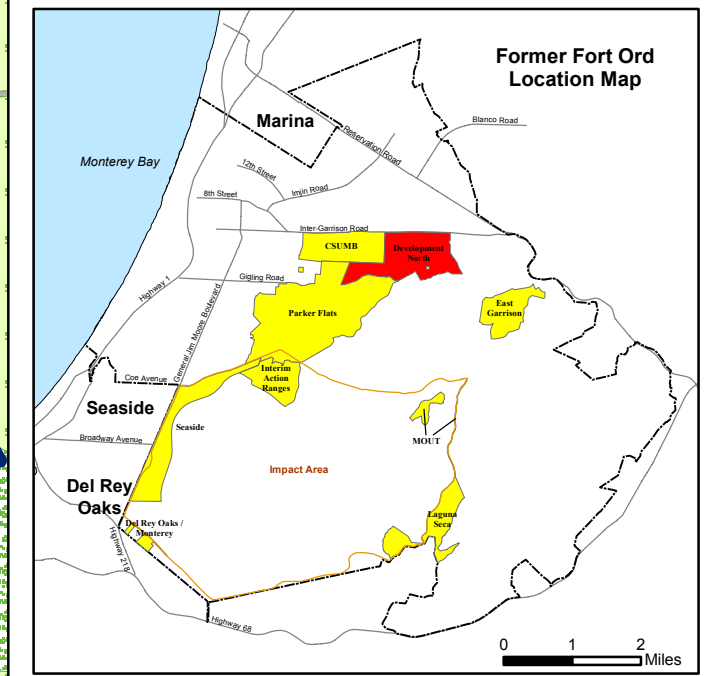 Former Fort Ord
Location Map
Marina
Blanco Road
Reservation Road
Monterey Bay
12th Street
Imjin Road
8th Street
Inter-Garrison Road
CSUMB
Development
North
Gigling Road
Highway 1
General Jim Moore Boulevard
East
Garrison
Parker Flats
Interim
Action
Ranges
Coe Avenue
Seaside
Seaside
MOUT
Broadway Avenue
Impact Area
Del Rey
Oaks
Laguna
Seca
Del Rey Oaks /
Monterey
Highway 218
Highway 68
0 1 2
Miles